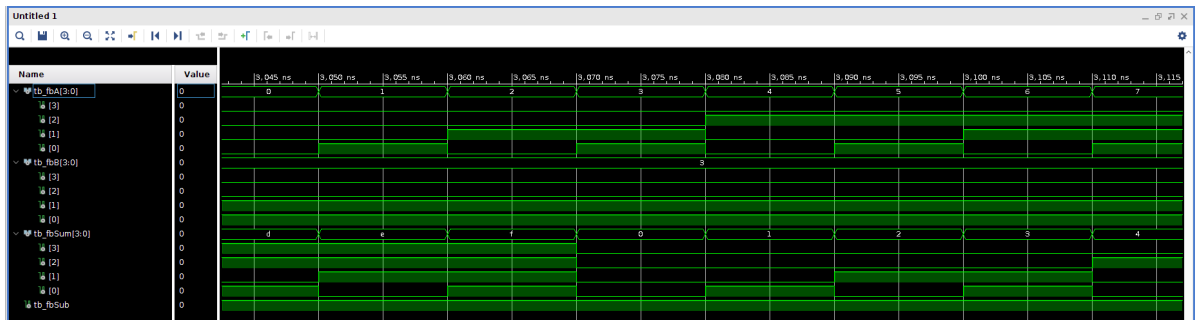 Untitled 1
Name Value
3,045 ns 3,050 ns 3,055 ns 3,060 ns 3,065 ns 3,070 ns 3,075 ns 3,080 ns 3,085 ns 3,090 ns 3,095 ns 3,100 ns 3,105 ns 3,110 ns 3,115
tb_fbA[3:0] 0 0 1 2 3 4 5 6 7
[3] 0
[2] 0
[1] 0
[0] 0
tb_fbB[3:0] 0 3
[3] 0
[2] 0
[1] 0
[0] 0
tb_fbSum[3:0] 0 d e f 0 1 2 3 4
[3] 0
[2] 0
[1] 0
[0] 0
tb_fbSub 0